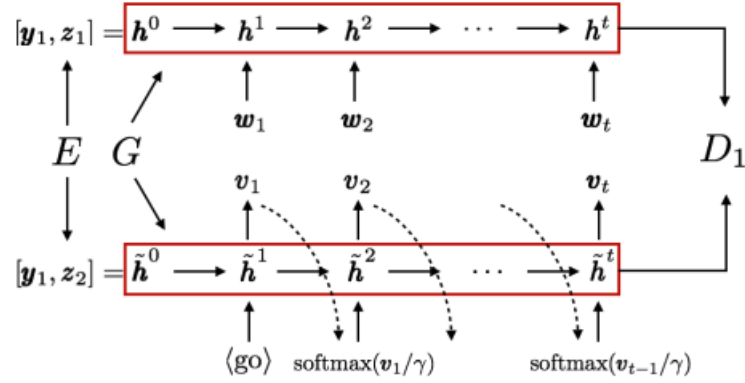 [y₁, z₁] = h⁰ → h¹ → h² → ⋯ → hᵗ
w₁ w₂ wₜ
E G D₁
v₁ v₂ vₜ
[y₁, z₂] = h̃⁰ → h̃¹ → h̃² → ⋯ → h̃ᵗ
⟨go⟩ softmax(v₁/γ) softmax(vₜ₋₁/γ)